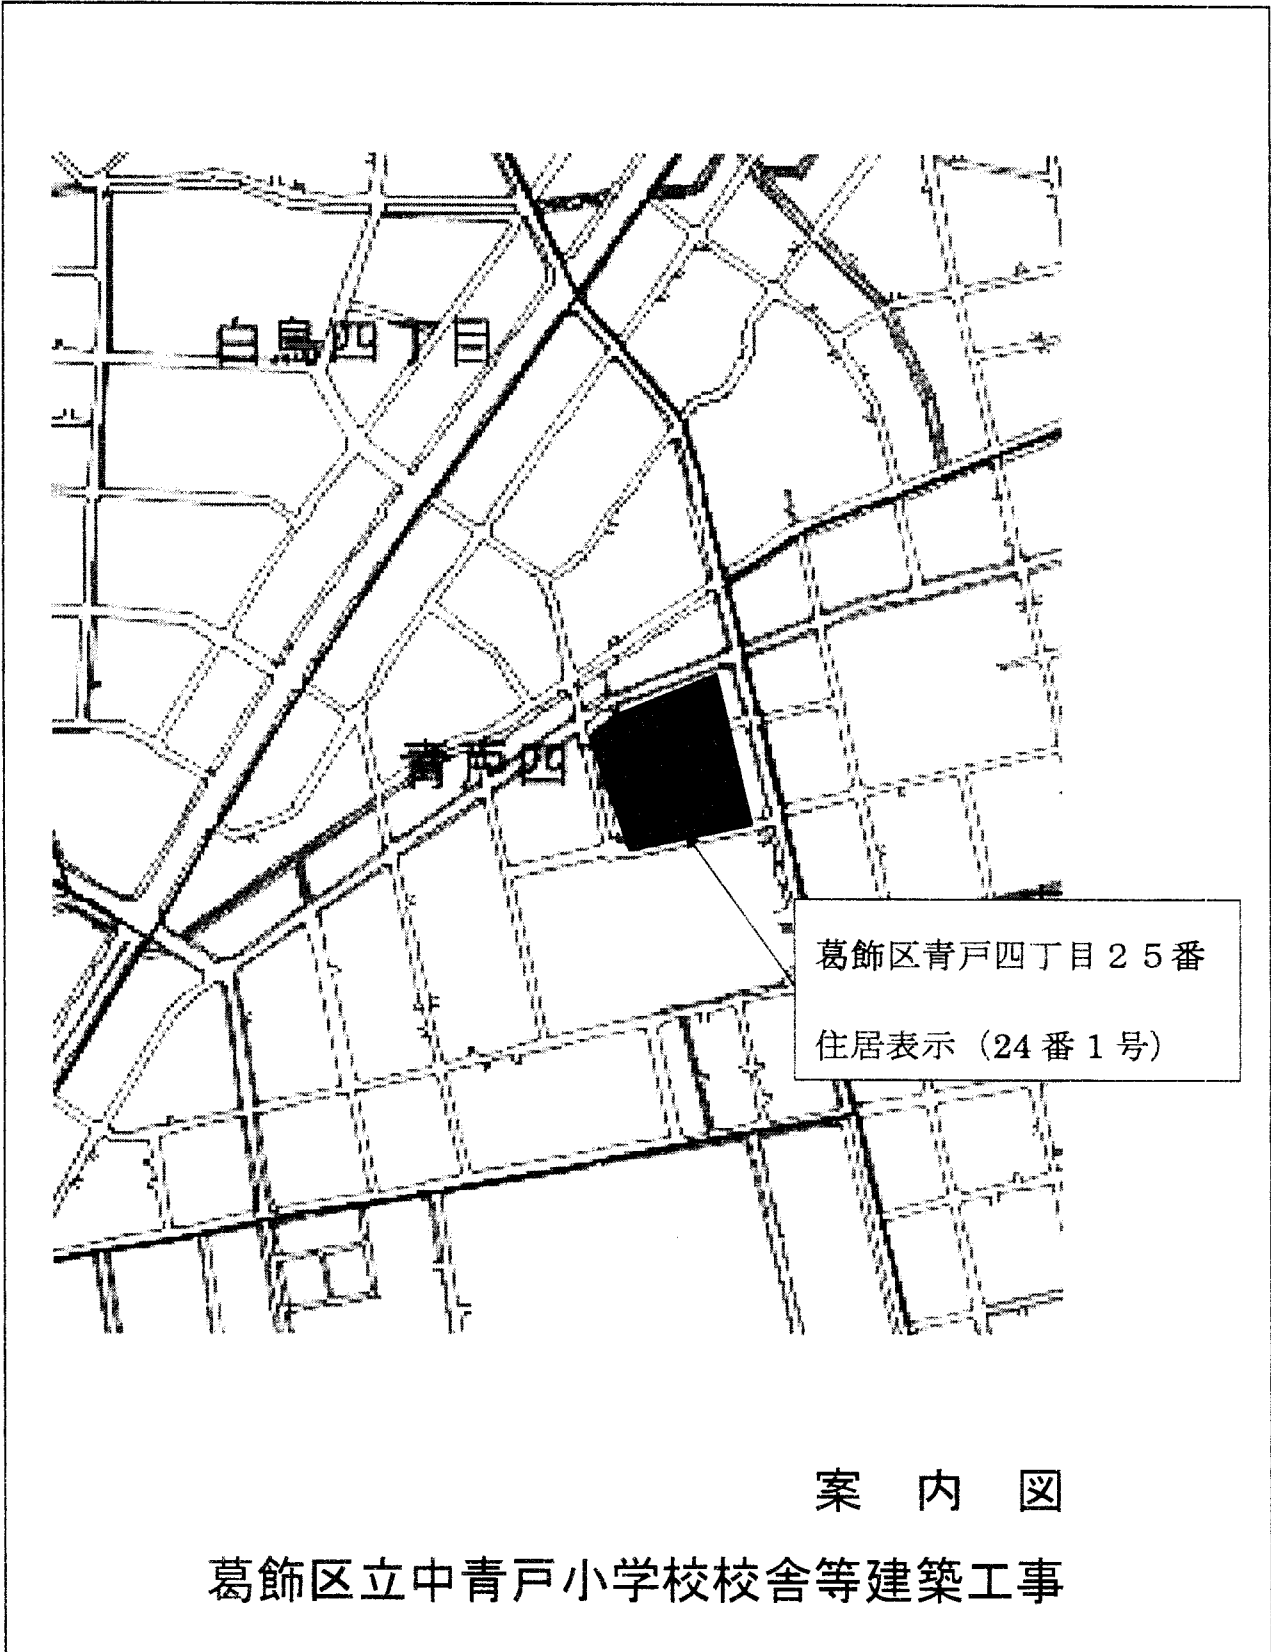 白鳥四丁目
青戸四
葛飾区青戸四丁目２５番
住居表示（24番１号）
案　内　図
葛飾区立中青戸小学校校舎等建築工事